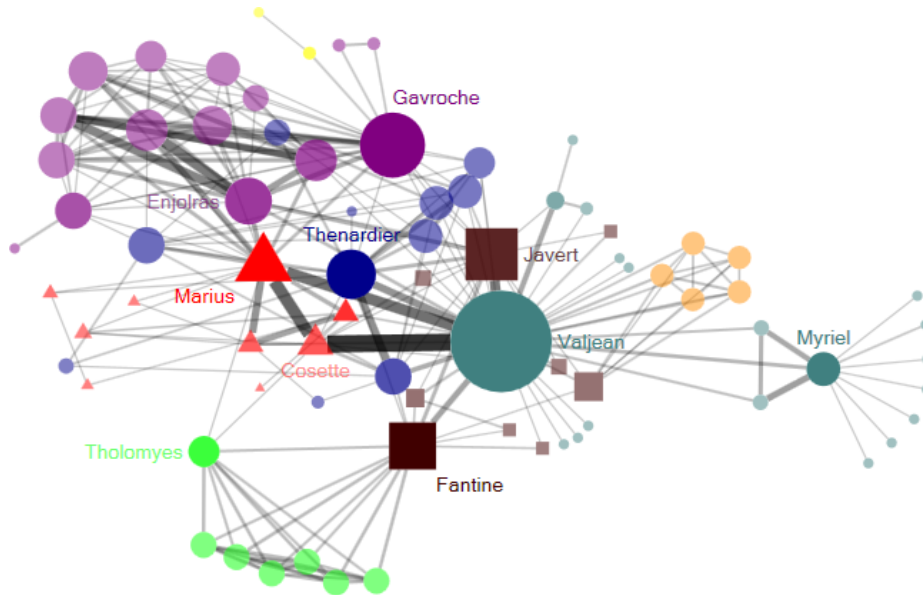 Gavroche
Enjolras
Thenardier
Javert
Marius
Valjean
Myriel
Cosette
Tholomyes
Fantine